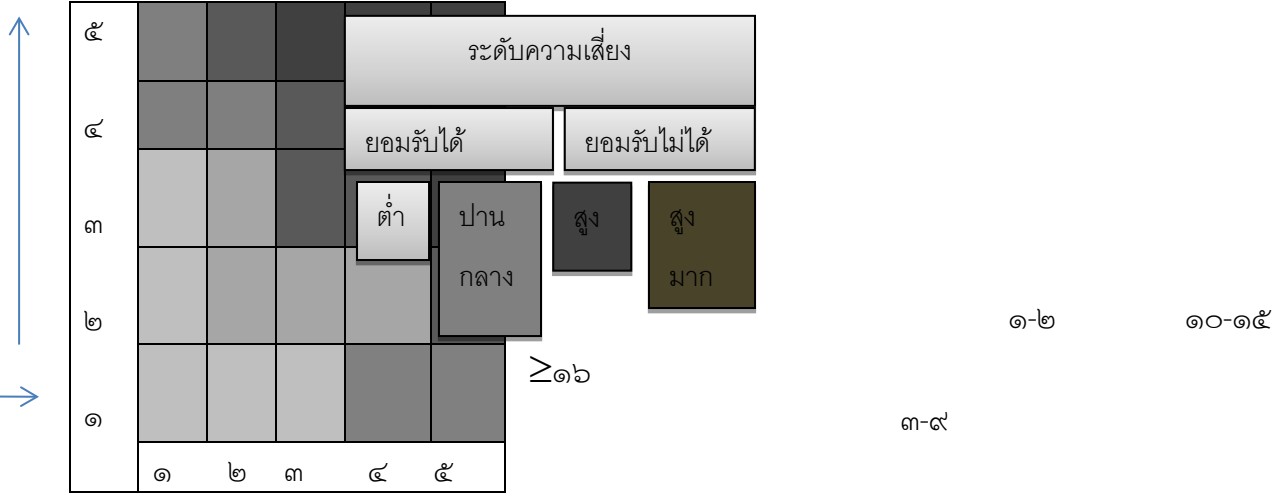 ๕
ระดับความเสี่ยง
๔
ยอมรับได้ ยอมรับไม่ได้
๓
ต่ำ ปานกลาง สูง สูงมาก
๒
๑-๒ ๑๐-๑๕
≥๑๖
๑
๓-๙
๑ ๒ ๓ ๔ ๕